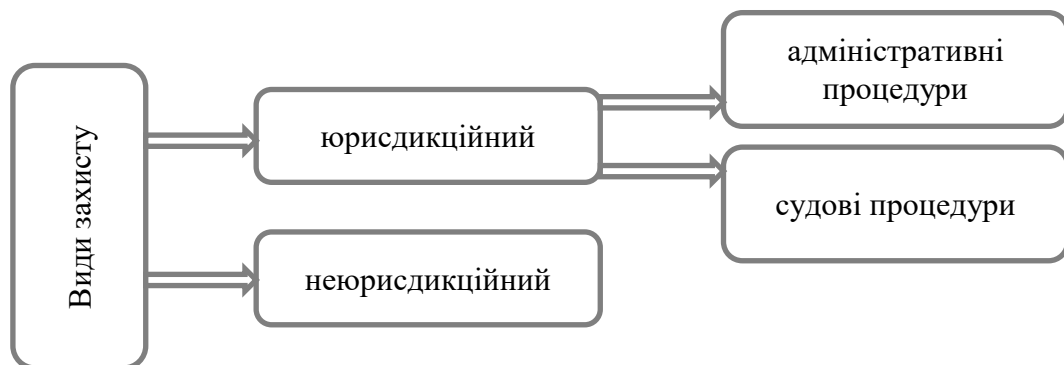 Види захисту
юрисдикційний
адміністративні
процедури
судові процедури
неюрисдикційний